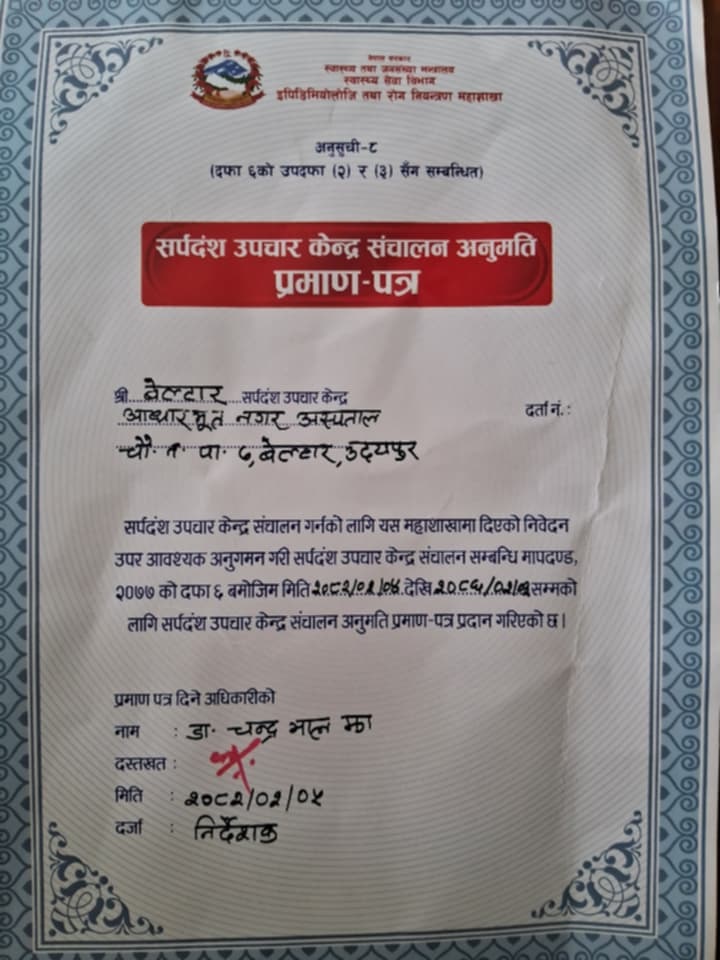 नेपाल सरकार
स्वास्थ्य तथा जनसंख्या मन्त्रालय
स्वास्थ्य सेवा विभाग
इपिडिमियोलोजि तथा रोग नियन्त्रण महाशाखा
अनुसूची-८
(दफा ६को उपदफा (२) र (३) सँग सम्बन्धित)
सर्पदंश उपचार केन्द्र संचालन अनुमति
प्रमाण-पत्र
श्री बेल्टार सर्पदंश उपचार केन्द्र
आधारभूत नगर अस्पताल
दर्ता नं. :
चौ. न. पा. ८, बेल्टार, उदयपुर
सर्पदंश उपचार केन्द्र संचालन गर्नको लागि यस महाशाखामा दिएको निवेदन
उपर आवश्यक अनुगमन गरी सर्पदंश उपचार केन्द्र संचालन सम्बन्धि मापदण्ड,
२०७७ को दफा ६ बमोजिम मिति देखि सम्मको
लागि सर्पदंश उपचार केन्द्र संचालन अनुमति प्रमाण-पत्र प्रदान गरिएको छ।
प्रमाण पत्र दिने अधिकारीको
नाम : डा. चन्द्र भाल झा
दस्तखत :
मिति : २०८२/०२/०५
दर्जा : निर्देशक